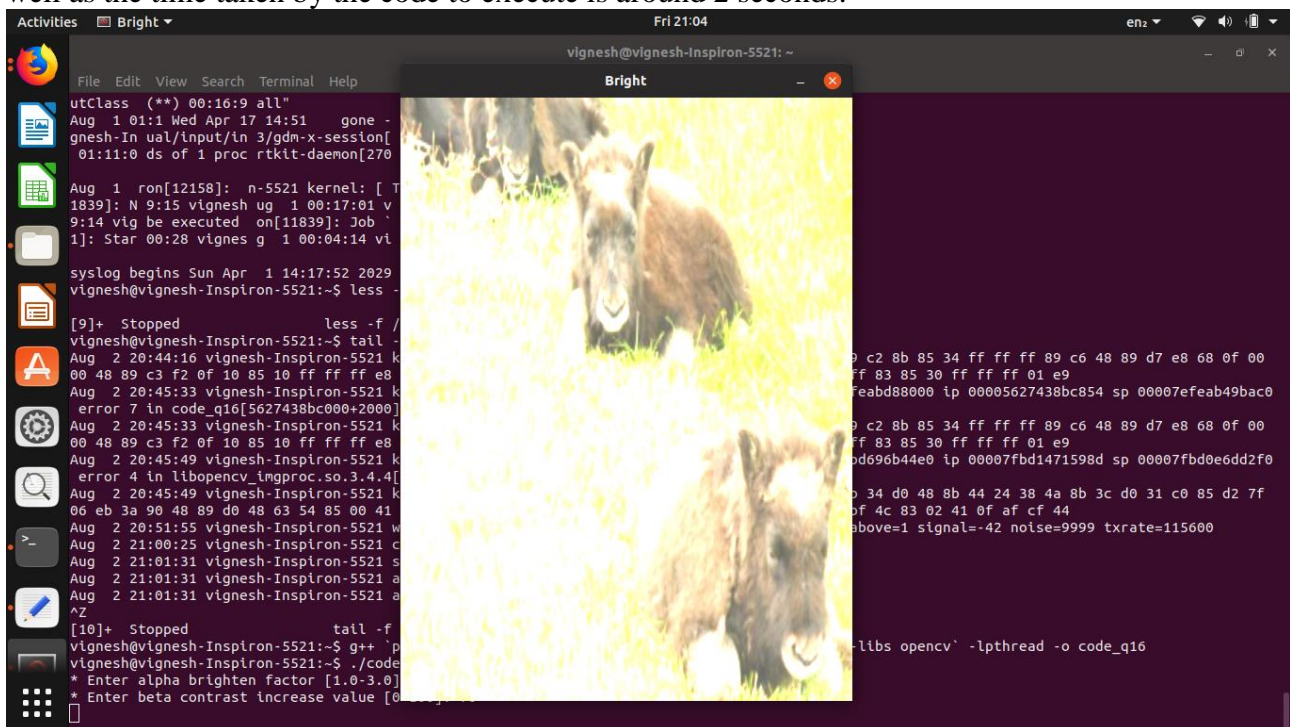 well as the time taken by the code to execute is around 2 seconds.
Activities Bright Fri 21:04 en₂
vignesh@vignesh-Inspiron-5521: ~
File Edit View Search Terminal Help
Bright
utClass (**) 00:16:9 all"
Aug 1 01:1 Wed Apr 17 14:51 gone -
gnesh-In ual/input/in 3/gdm-x-session[
01:11:0 ds of 1 proc rtkit-daemon[270
Aug 1 ron[12158]: n-5521 kernel: [ T
1839]: N 9:15 vignesh ug 1 00:17:01 v
9:14 vig be executed on[11839]: Job `
1]: Star 00:28 vignes g 1 00:04:14 vi
syslog begins Sun Apr 1 14:17:52 2029
vignesh@vignesh-Inspiron-5521:~$ less -
[9]+ Stopped less -f /
vignesh@vignesh-Inspiron-5521:~$ tail -
Aug 2 20:44:16 vignesh-Inspiron-5521 k 9 c2 8b 85 34 ff ff ff 89 c6 48 89 d7 e8 68 0f 00
00 48 89 c3 f2 0f 10 85 10 ff ff ff e8 ff 83 85 30 ff ff ff 01 e9
Aug 2 20:45:33 vignesh-Inspiron-5521 k feabd88000 ip 00005627438bc854 sp 00007efeab49bac0
error 7 in code_q16[5627438bc000+2000]
Aug 2 20:45:33 vignesh-Inspiron-5521 k 9 c2 8b 85 34 ff ff ff 89 c6 48 89 d7 e8 68 0f 00
00 48 89 c3 f2 0f 10 85 10 ff ff ff e8 ff 83 85 30 ff ff ff 01 e9
Aug 2 20:45:49 vignesh-Inspiron-5521 k bd696b44e0 ip 00007fbd1471598d sp 00007fbd0e6dd2f0
error 4 in libopencv_imgproc.so.3.4.4[
Aug 2 20:45:49 vignesh-Inspiron-5521 k 34 d0 48 8b 44 24 38 4a 8b 3c d0 31 c0 85 d2 7f
06 eb 3a 90 48 89 d0 48 63 54 85 00 41 0f 4c 83 02 41 0f af cf 44
Aug 2 20:51:55 vignesh-Inspiron-5521 w above=1 signal=-42 noise=9999 txrate=115600
Aug 2 21:00:25 vignesh-Inspiron-5521 c
Aug 2 21:01:31 vignesh-Inspiron-5521 s
Aug 2 21:01:31 vignesh-Inspiron-5521 a
Aug 2 21:01:31 vignesh-Inspiron-5521 a
^Z
[10]+ Stopped tail -f
vignesh@vignesh-Inspiron-5521:~$ g++ `p -libs opencv` -lpthread -o code_q16
vignesh@vignesh-Inspiron-5521:~$ ./code
* Enter alpha brighten factor [1.0-3.0]
* Enter beta contrast increase value [0